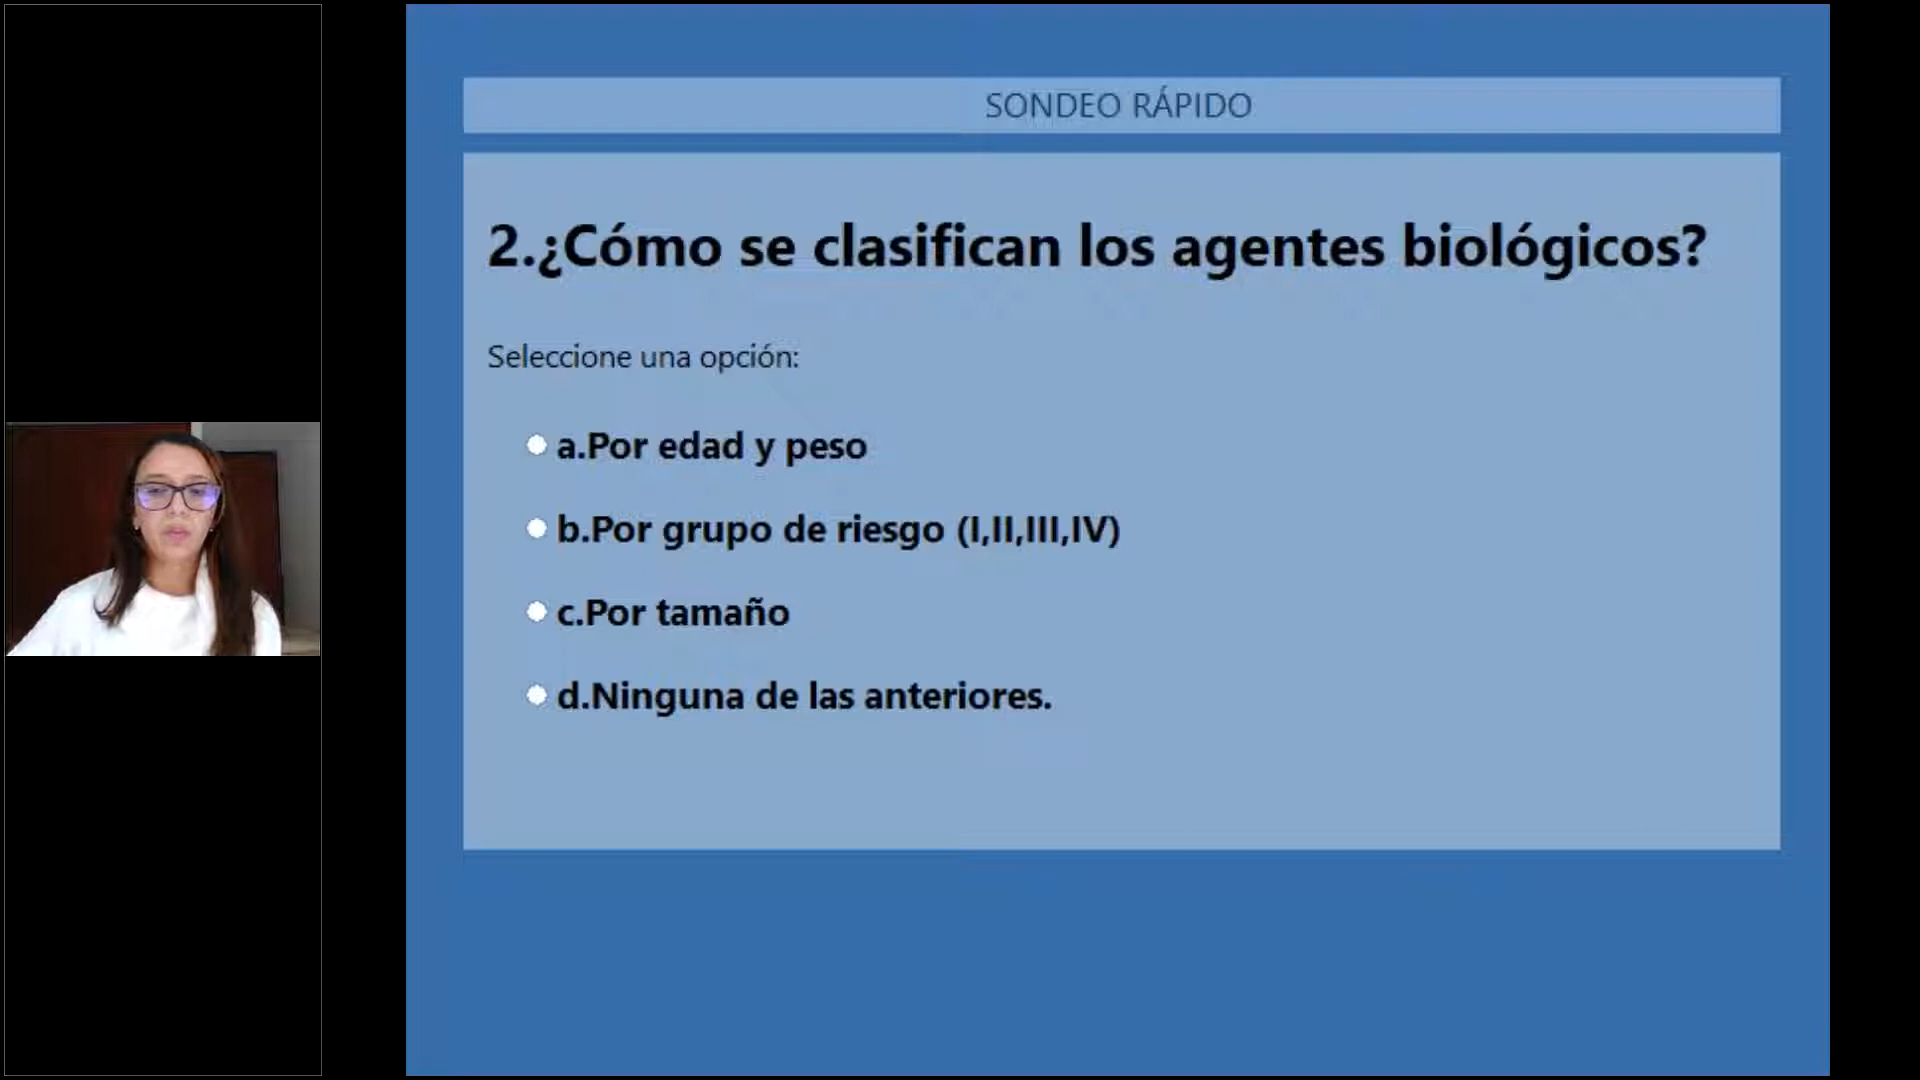 SONDEO RÁPIDO
2.¿Cómo se clasifican los agentes biológicos?
Seleccione una opción:
a.Por edad y peso
b.Por grupo de riesgo (I,II,III,IV)
c.Por tamaño
d.Ninguna de las anteriores.